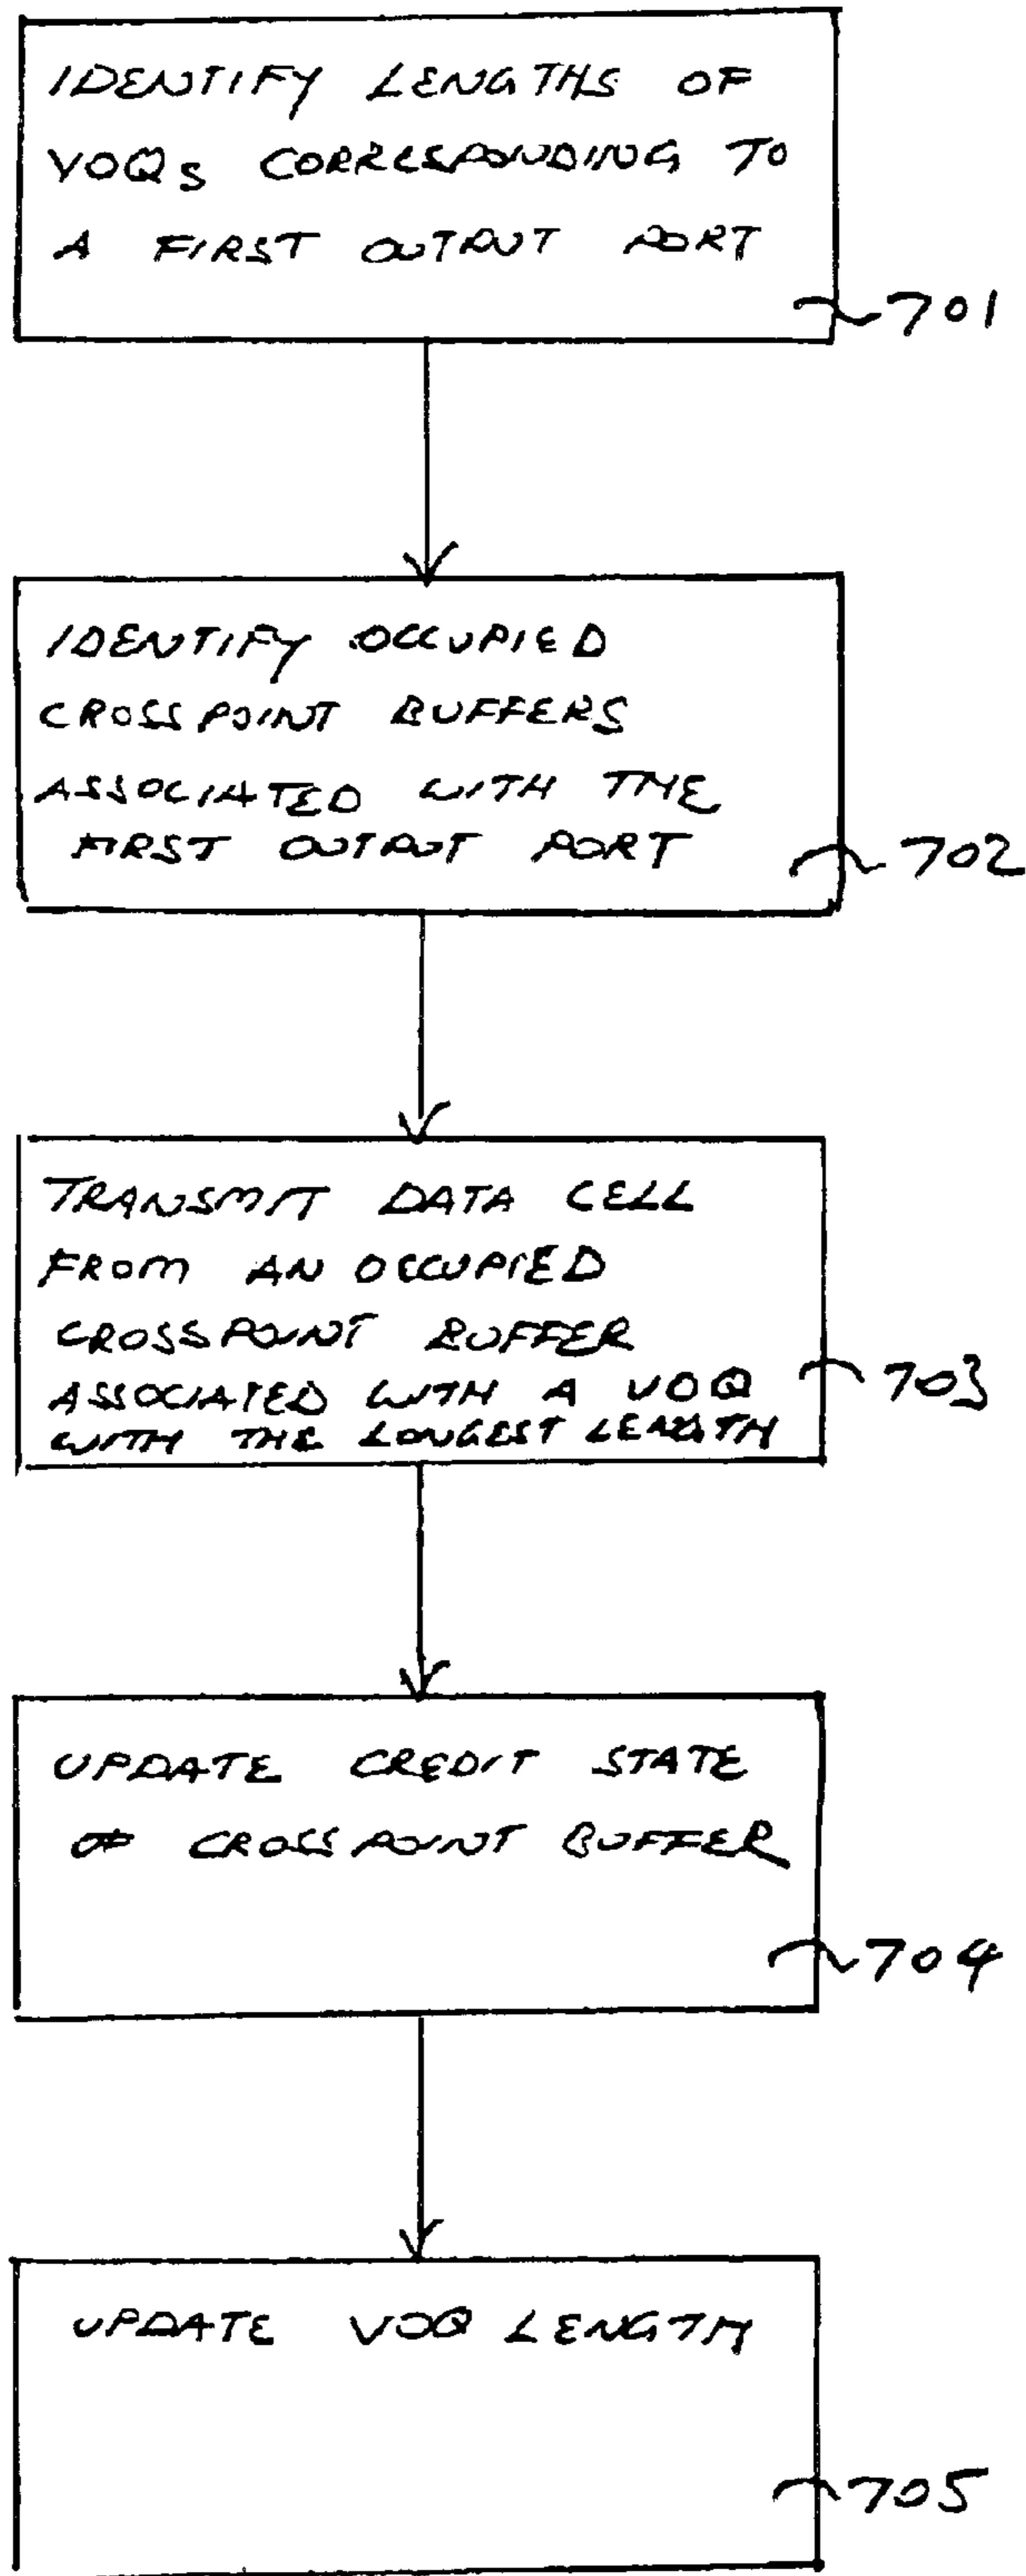 IDENTIFY LENGTHS OF
VOQs CORRESPONDING TO
A FIRST OUTPUT PORT
701
IDENTIFY OCCUPIED
CROSSPOINT BUFFERS
ASSOCIATED WITH THE
FIRST OUTPUT PORT
702
TRANSMIT DATA CELL
FROM AN OCCUPIED
CROSSPOINT BUFFER
ASSOCIATED WITH A VOQ
WITH THE LONGEST LENGTH
703
UPDATE CREDIT STATE
OF CROSSPOINT BUFFER
704
UPDATE VOQ LENGTH
705